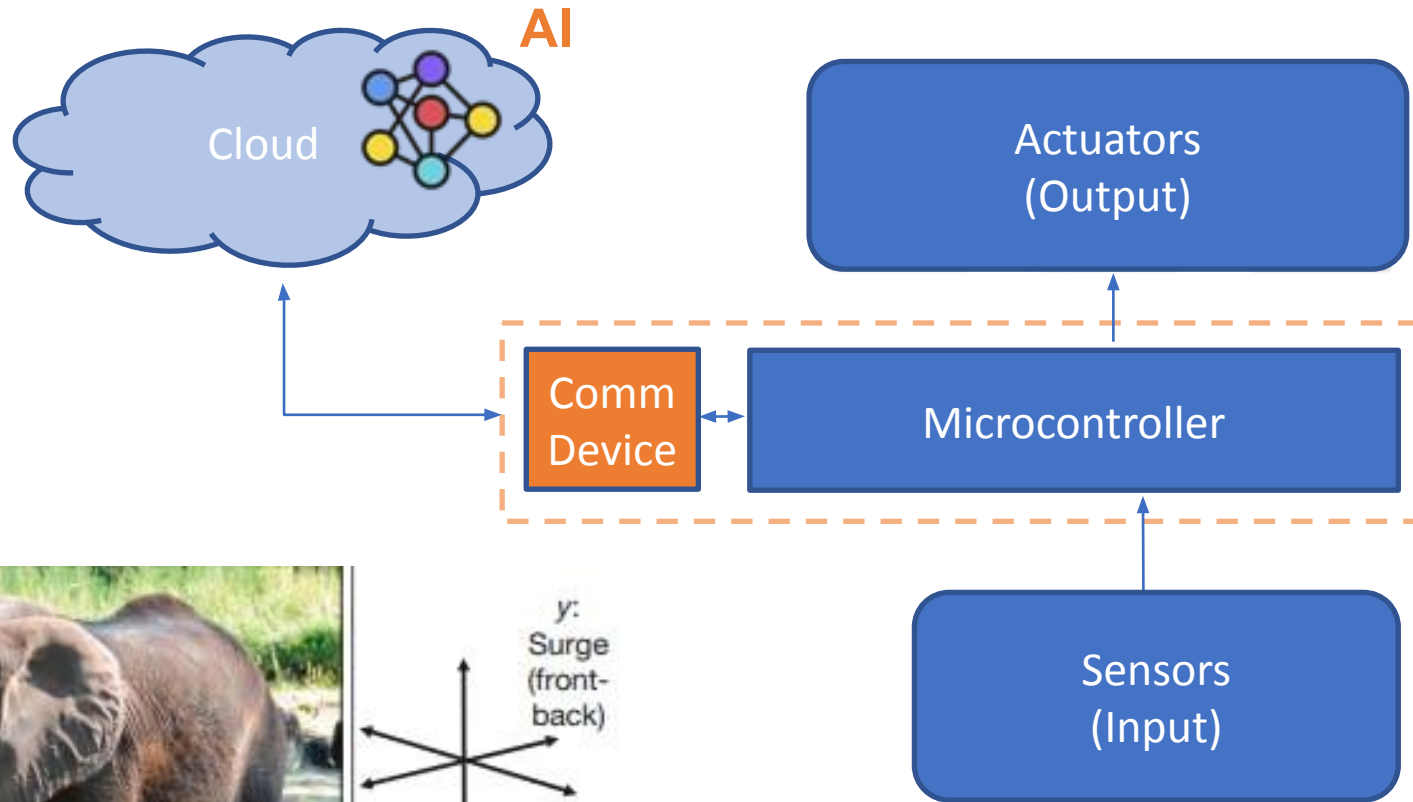 AI
Cloud
Actuators
(Output)
Comm
Device
Microcontroller
y:
Surge
(front-
back)
Sensors
(Input)